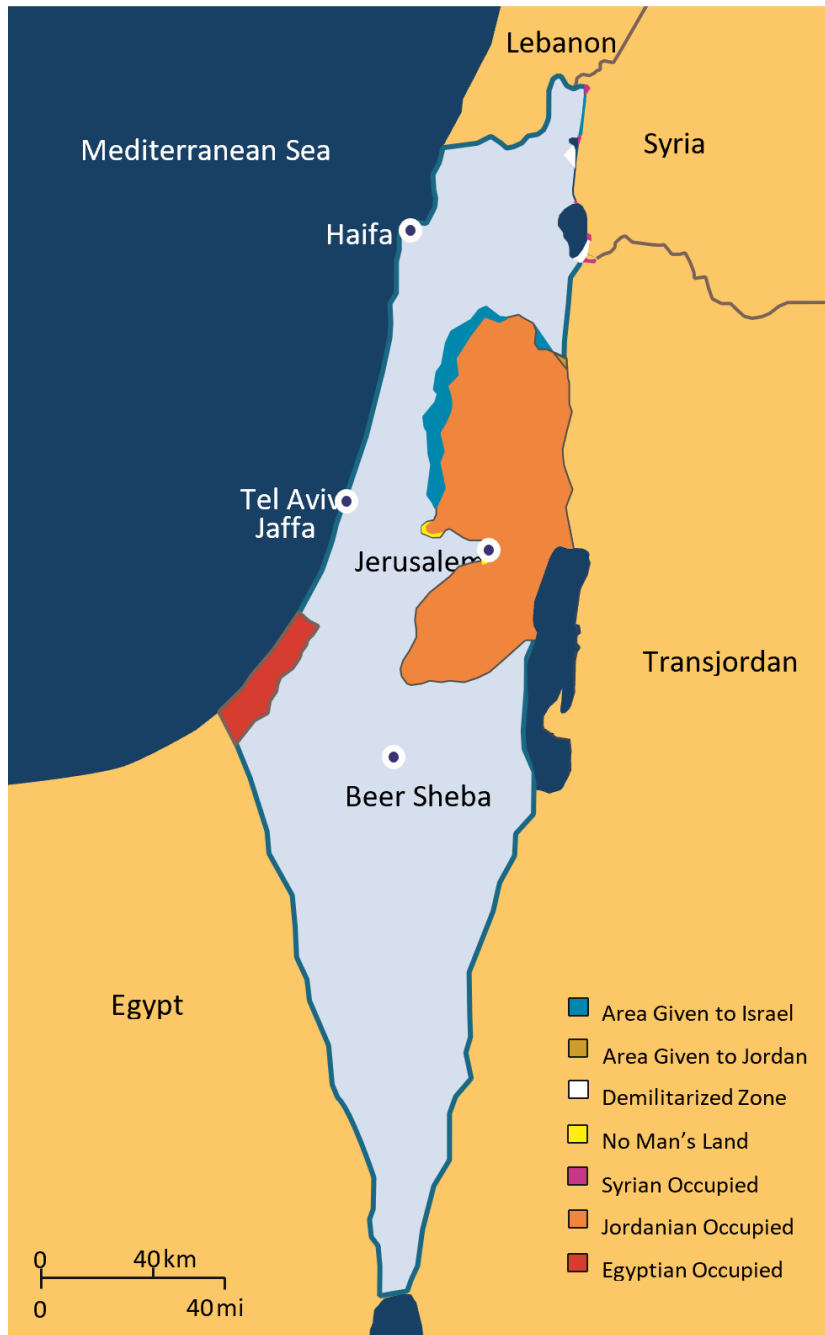 Lebanon
Mediterranean Sea
Syria
Haifa
Tel Aviv
Jaffa
Jerusalem
Transjordan
Beer Sheba
Egypt
Area Given to Israel
Area Given to Jordan
Demilitarized Zone
No Man's Land
Syrian Occupied
Jordanian Occupied
Egyptian Occupied
0 40km
0 40mi